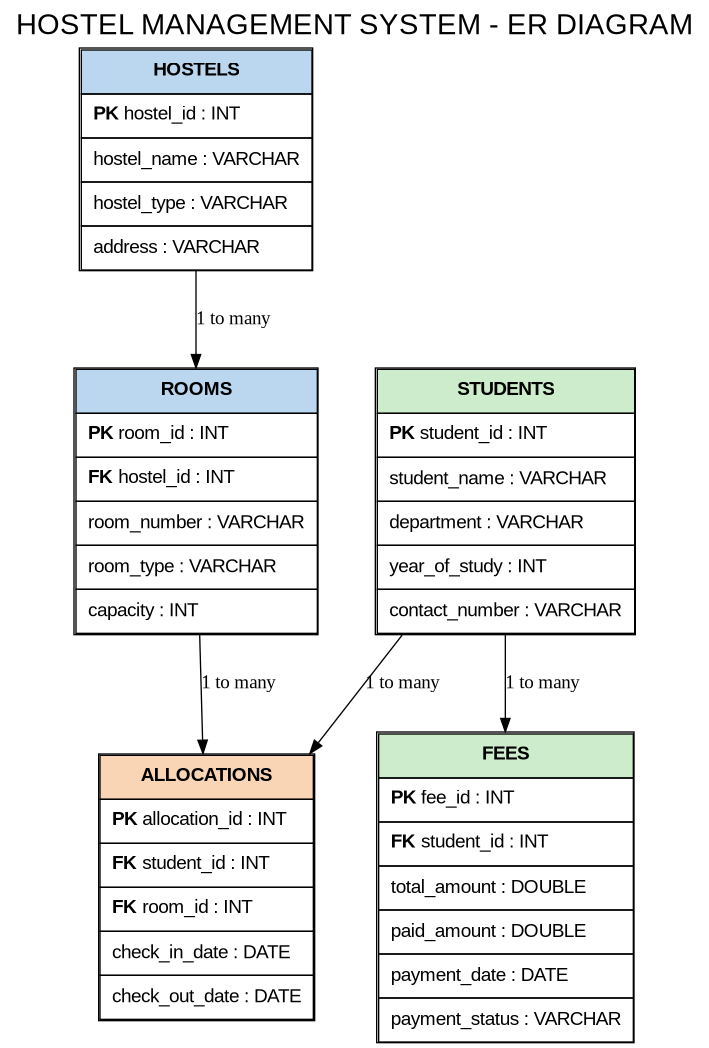 HOSTEL MANAGEMENT SYSTEM - ER DIAGRAM
HOSTELS
PK hostel_id : INT
hostel_name : VARCHAR
hostel_type : VARCHAR
address : VARCHAR
1 to many
ROOMS
PK room_id : INT
FK hostel_id : INT
room_number : VARCHAR
room_type : VARCHAR
capacity : INT
STUDENTS
PK student_id : INT
student_name : VARCHAR
department : VARCHAR
year_of_study : INT
contact_number : VARCHAR
1 to many
1 to many
1 to many
ALLOCATIONS
PK allocation_id : INT
FK student_id : INT
FK room_id : INT
check_in_date : DATE
check_out_date : DATE
FEES
PK fee_id : INT
FK student_id : INT
total_amount : DOUBLE
paid_amount : DOUBLE
payment_date : DATE
payment_status : VARCHAR